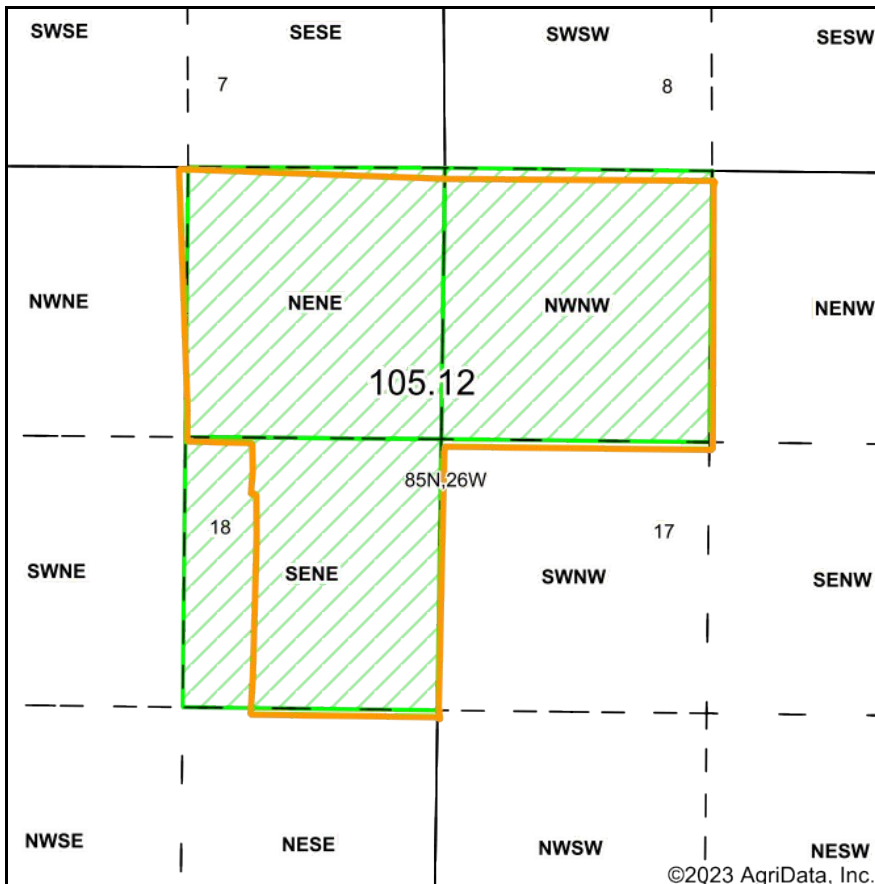 SWSE SESE SWSW SESW
7 8
NWNE NENE NWNW NENW
105.12
85N,26W
18 17
SWNE SENE SWNW SENW
NWSE NESE NWSW NESW
©2023 AgriData, Inc.